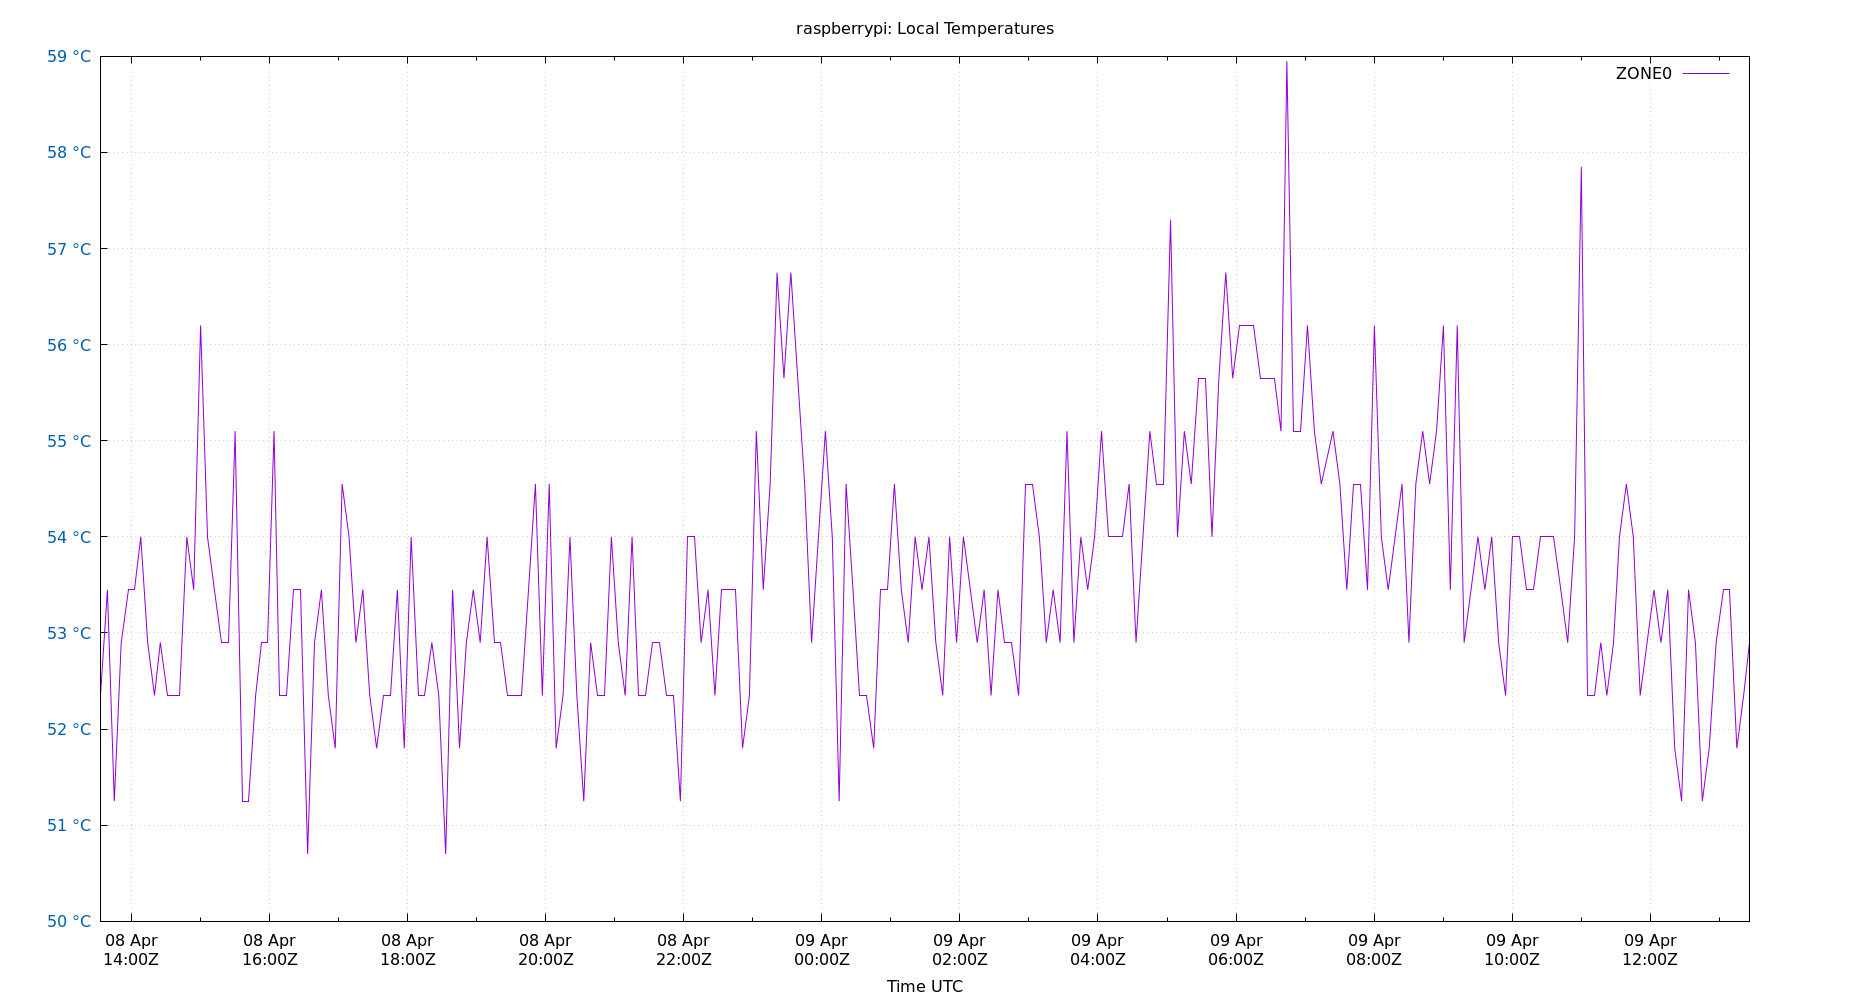 raspberrypi: Local Temperatures
59 °C
ZONE0
58 °C
57 °C
56 °C
55 °C
54 °C
53 °C
52 °C
51 °C
50 °C
08 Apr 08 Apr 08 Apr 08 Apr 08 Apr 09 Apr 09 Apr 09 Apr 09 Apr 09 Apr 09 Apr 09 Apr
14:00Z 16:00Z 18:00Z 20:00Z 22:00Z 00:00Z 02:00Z 04:00Z 06:00Z 08:00Z 10:00Z 12:00Z
Time UTC